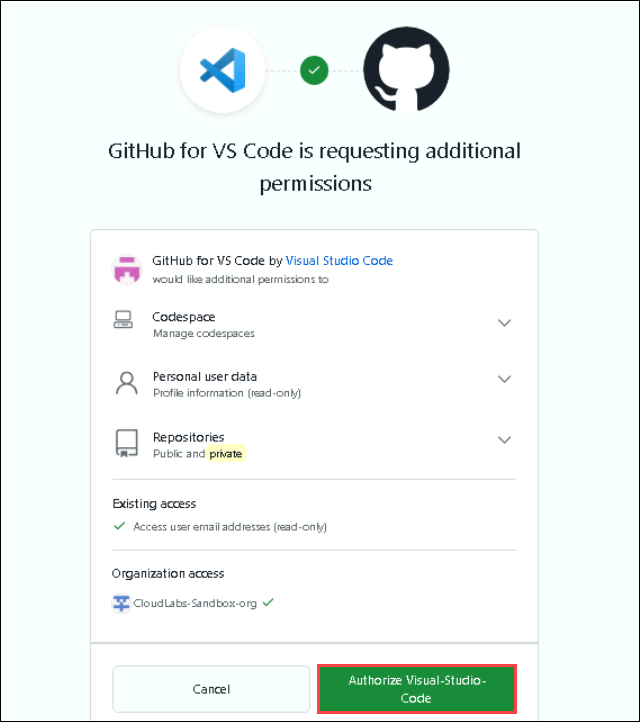 GitHub for VS Code is requesting additional
permissions
GitHub for VS Code by Visual Studio Code
would like additional permissions to
Codespace
Manage codespaces
Personal user data
Profile information (read-only)
Repositories
Public and private
Existing access
Access user email addresses (read-only)
Organization access
CloudLabs-Sandbox-org
Cancel
Authorize Visual-Studio-
Code